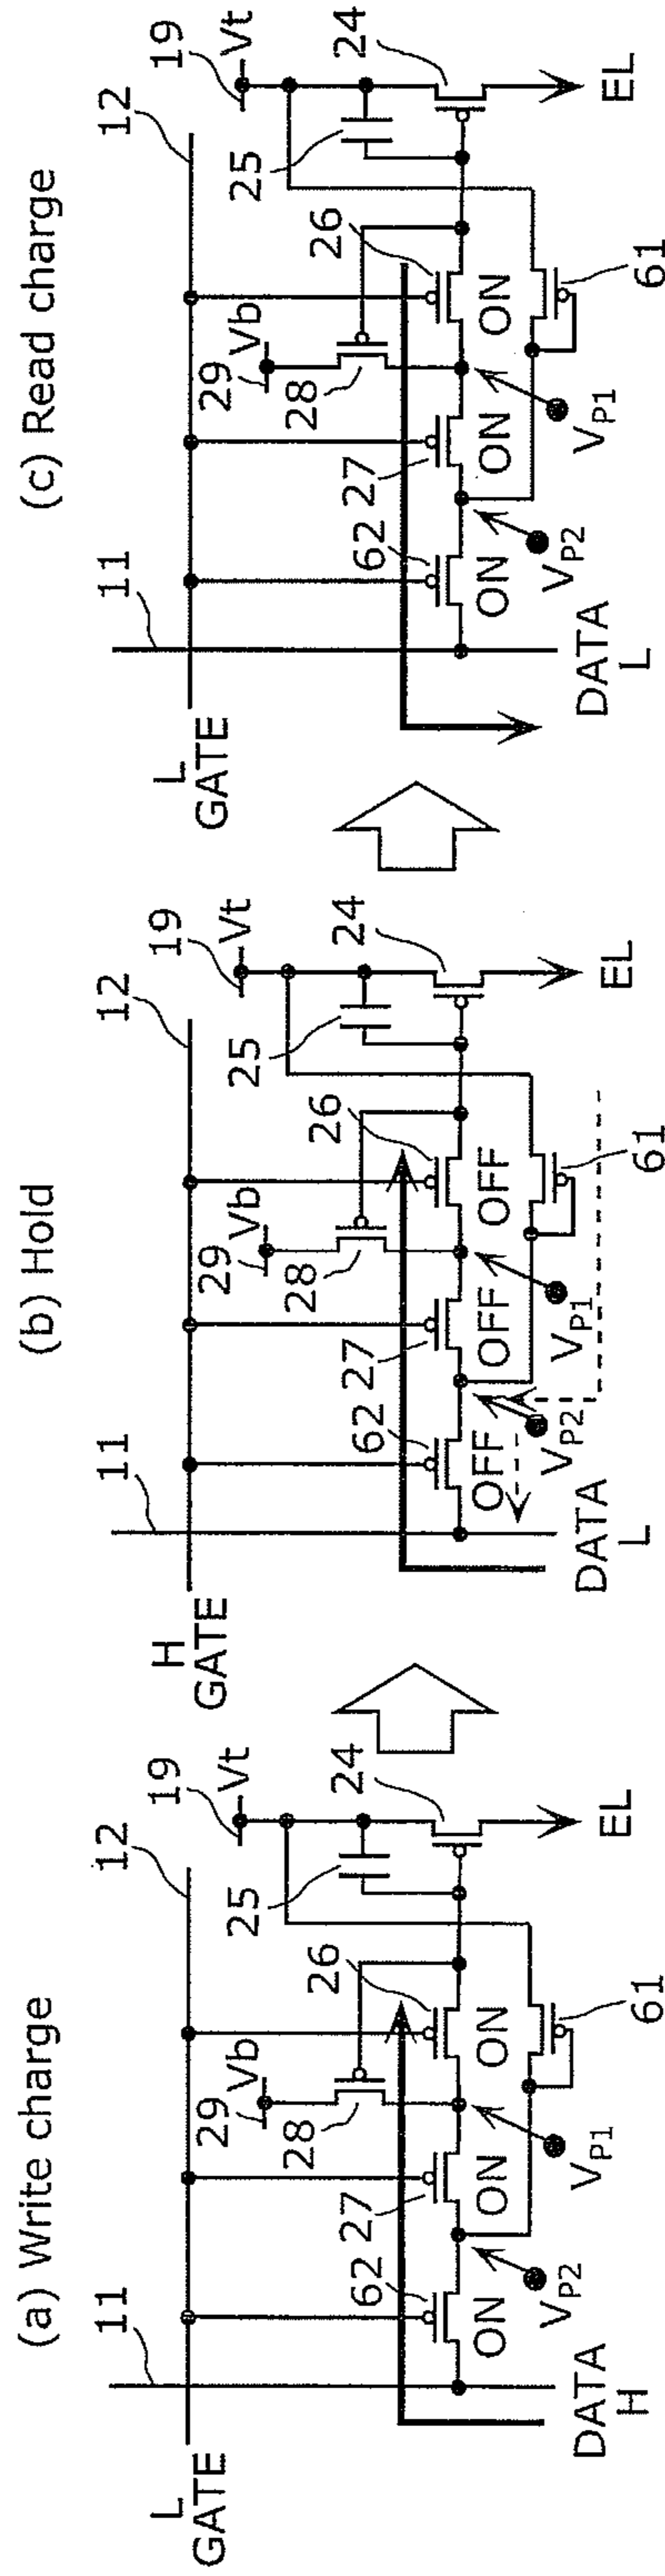 (a) Write charge
11
12
19
Vt
L
GATE
29
Vb
25
24
26
28
62
27
ON
ON
ON
VP2
VP1
61
DATA
H
EL
(b) Hold
11
12
19
Vt
H
GATE
29
Vb
25
24
26
28
62
27
OFF
OFF
OFF
VP2
VP1
61
DATA
L
EL
(c) Read charge
11
12
19
Vt
L
GATE
29
Vb
25
24
26
28
62
27
ON
ON
ON
VP2
VP1
61
DATA
L
EL